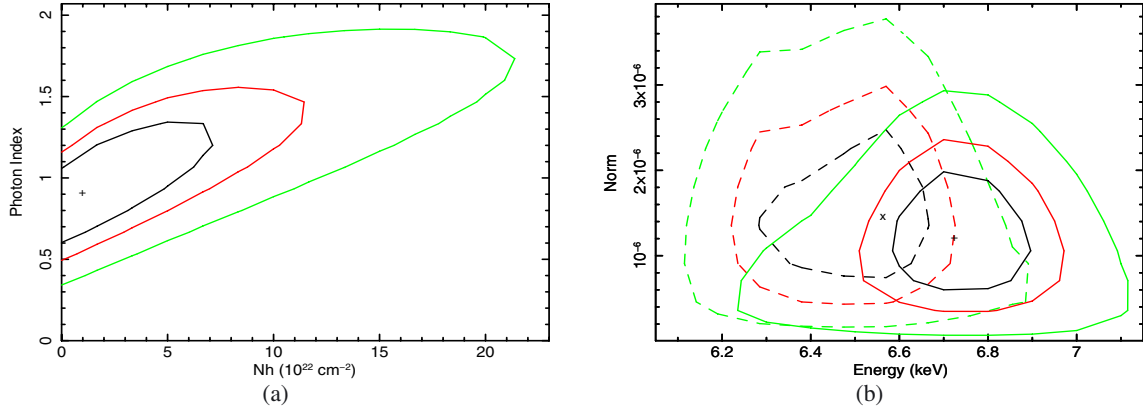 2
1.5
1
0.5
0
Photon Index
0 5 10 15 20
Nh (10²² cm⁻²)
(a)
3×10⁻⁶
2×10⁻⁶
10⁻⁶
Norm
6.2 6.4 6.6 6.8 7
Energy (keV)
(b)